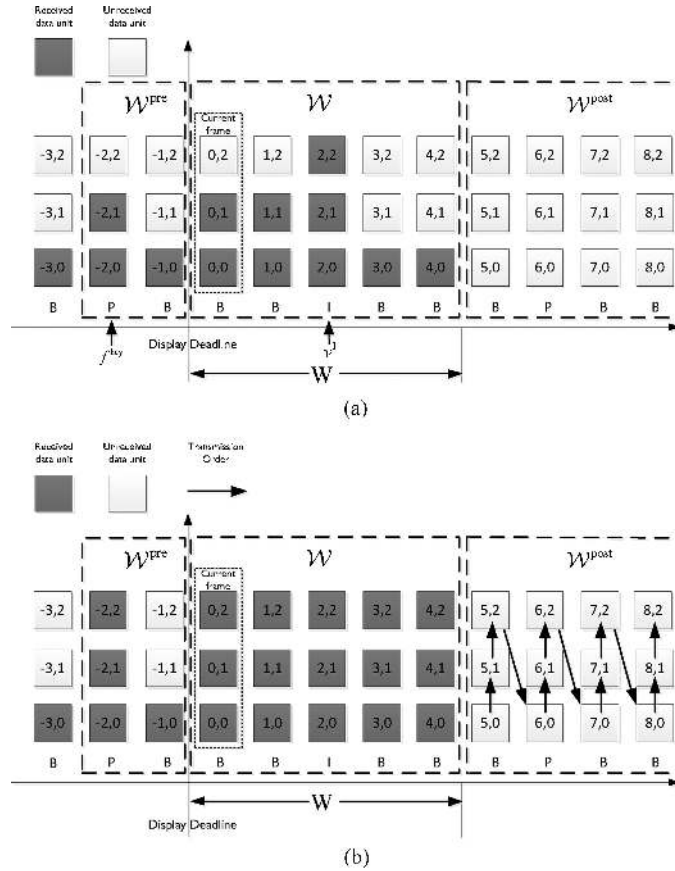 Received data unit
Unreceived data unit
𝒲pre
𝒲
𝒲post
Current frame
-3,2 -2,2 -1,2 0,2 1,2 2,2 3,2 4,2 5,2 6,2 7,2 8,2
-3,1 -2,1 -1,1 0,1 1,1 2,1 3,1 4,1 5,1 6,1 7,1 8,1
-3,0 -2,0 -1,0 0,0 1,0 2,0 3,0 4,0 5,0 6,0 7,0 8,0
B P B B B I B B B P B B
Display Deadline
W
(a)
Received data unit
Unreceived data unit
Transmission Order
𝒲pre
𝒲
𝒲post
Current frame
-3,2 -2,2 -1,2 0,2 1,2 2,2 3,2 4,2 5,2 6,2 7,2 8,2
-3,1 -2,1 -1,1 0,1 1,1 2,1 3,1 4,1 5,1 6,1 7,1 8,1
-3,0 -2,0 -1,0 0,0 1,0 2,0 3,0 4,0 5,0 6,0 7,0 8,0
B P B B B I B B B P B B
W
Display Deadline
(b)